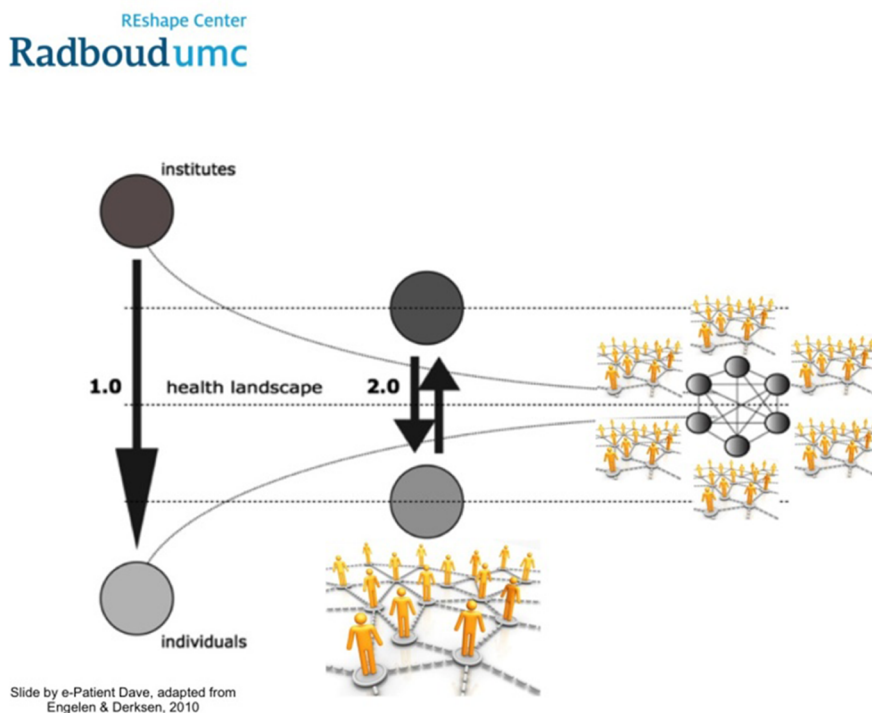 REshape Center
Radboudumc
institutes
1.0
health landscape
2.0
individuals
Slide by e-Patient Dave, adapted from
Engelen & Derksen, 2010